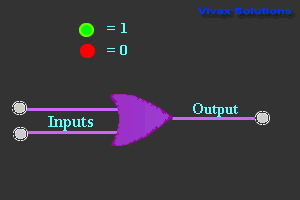 Vivax Solutions
= 1
= 0
Inputs
Output